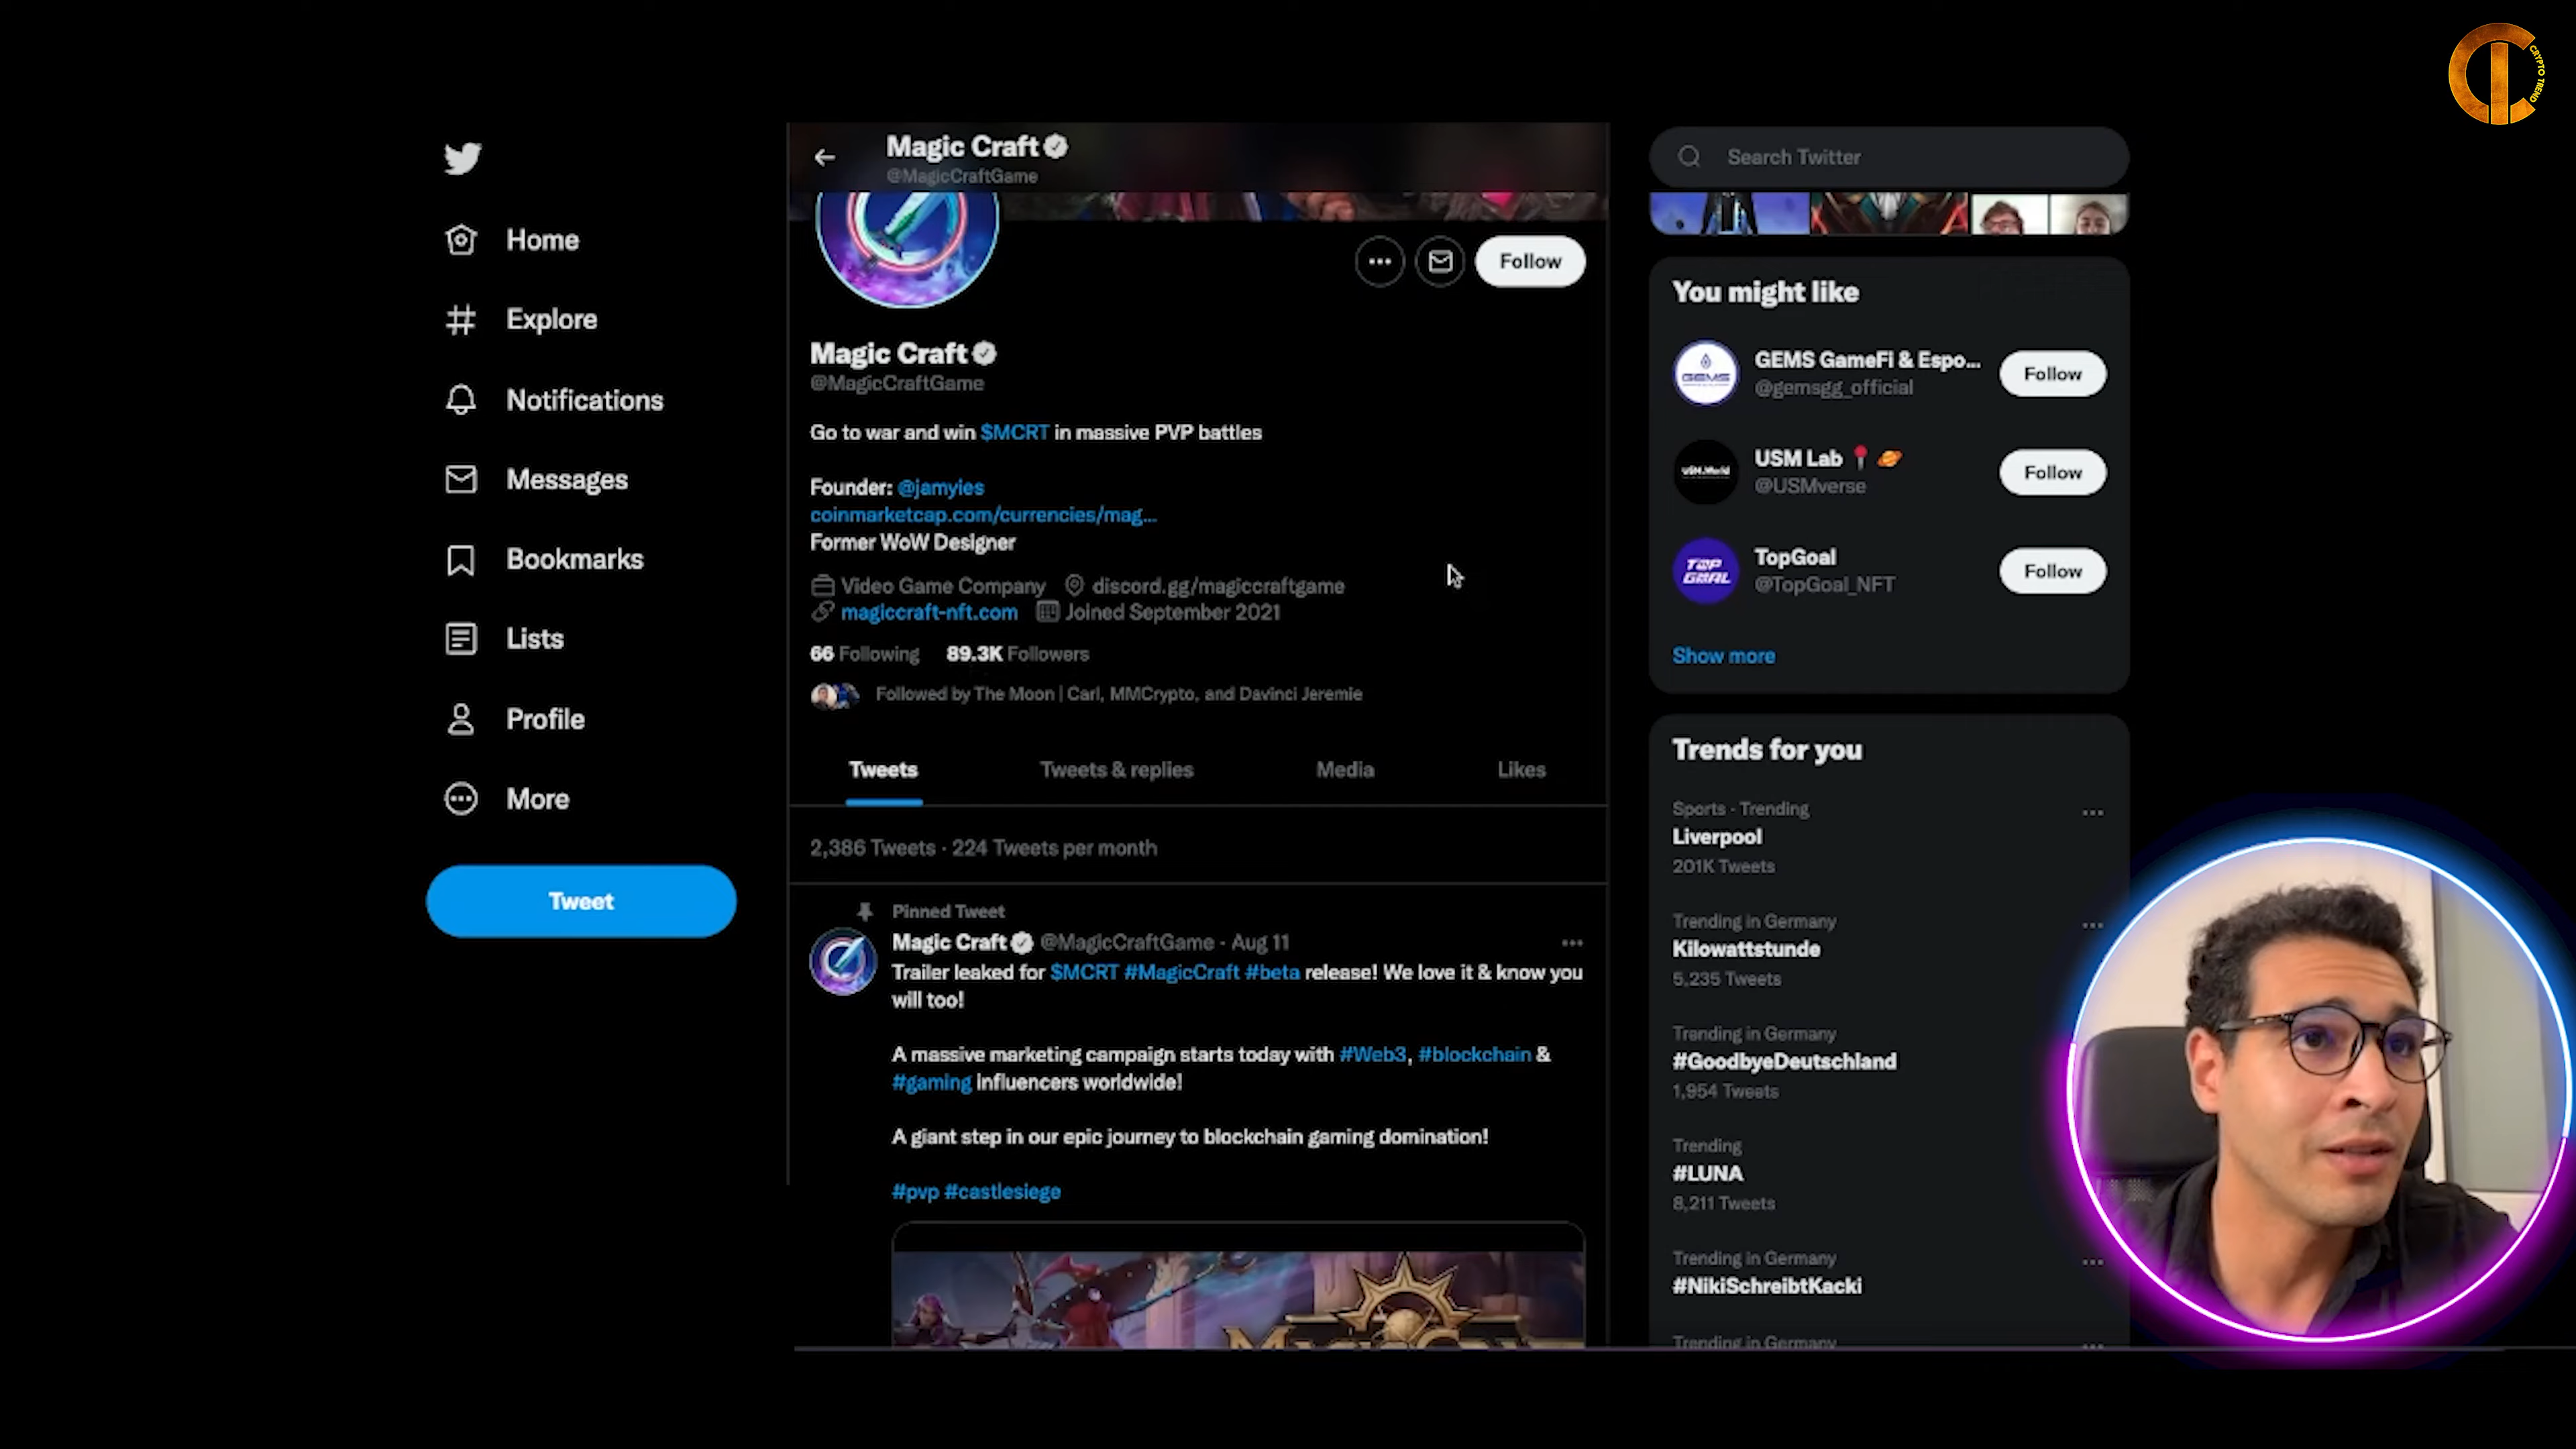 CRYPTO TREND
Home
Explore
Notifications
Messages
Bookmarks
Lists
Profile
More
Tweet
Magic Craft
@MagicCraftGame
Follow
Magic Craft
@MagicCraftGame
Go to war and win $MCRT in massive PVP battles
Founder: @jamyies
coinmarketcap.com/currencies/mag...
Former WoW Designer
Video Game Company discord.gg/magiccraftgame
magiccraft-nft.com Joined September 2021
66 Following 89.3K Followers
Followed by The Moon | Carl, MMCrypto, and Davinci Jeremie
Tweets Tweets & replies Media Likes
2,386 Tweets · 224 Tweets per month
Pinned Tweet
Magic Craft @MagicCraftGame · Aug 11
Trailer leaked for $MCRT #MagicCraft #beta release! We love it & know you
will too!
A massive marketing campaign starts today with #Web3, #blockchain &
#gaming influencers worldwide!
A giant step in our epic journey to blockchain gaming domination!
#pvp #castlesiege
Search Twitter
You might like
GEMS
GEMS GameFi & Espo...
@gemsgg_official
Follow
USM.World
USM Lab
@USMverse
Follow
TOP GOAL
TopGoal
@TopGoal_NFT
Follow
Show more
Trends for you
Sports · Trending
Liverpool
201K Tweets
Trending in Germany
Kilowattstunde
5,235 Tweets
Trending in Germany
#GoodbyeDeutschland
1,954 Tweets
Trending
#LUNA
8,211 Tweets
Trending in Germany
#NikiSchreibtKacki
Trending in Germany